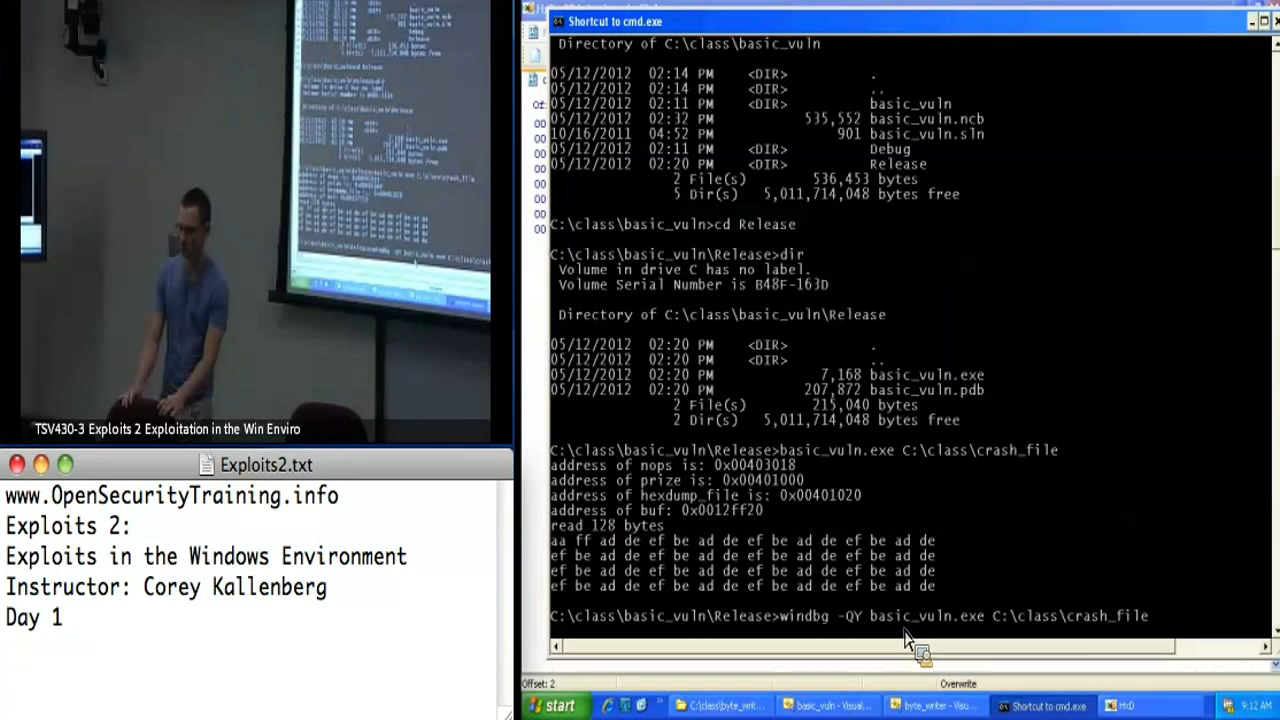 Shortcut to cmd.exe
Directory of C:\class\basic_vuln
05/12/2012 02:14 PM <DIR> .
05/12/2012 02:14 PM <DIR> ..
05/12/2012 02:11 PM <DIR> basic_vuln
05/12/2012 02:32 PM 535,552 basic_vuln.ncb
10/16/2011 04:52 PM 901 basic_vuln.sln
05/12/2012 02:11 PM <DIR> Debug
05/12/2012 02:20 PM <DIR> Release
2 File(s) 536,453 bytes
5 Dir(s) 5,011,714,048 bytes free
C:\class\basic_vuln>cd Release
C:\class\basic_vuln\Release>dir
Volume in drive C has no label.
Volume Serial Number is B48F-163D
Directory of C:\class\basic_vuln\Release
05/12/2012 02:20 PM <DIR> .
05/12/2012 02:20 PM <DIR> ..
05/12/2012 02:20 PM 7,168 basic_vuln.exe
05/12/2012 02:20 PM 207,872 basic_vuln.pdb
2 File(s) 215,040 bytes
2 Dir(s) 5,011,714,048 bytes free
C:\class\basic_vuln\Release>basic_vuln.exe C:\class\crash_file
address of nops is: 0x00403018
address of prize is: 0x00401000
address of hexdump_file is: 0x00401020
address of buf: 0x0012ff20
read 128 bytes
aa ff ad de ef be ad de ef be ad de ef be ad de
ef be ad de ef be ad de ef be ad de ef be ad de
ef be ad de ef be ad de ef be ad de ef be ad de
ef be ad de ef be ad de ef be ad de ef be ad de
C:\class\basic_vuln\Release>windbg -QY basic_vuln.exe C:\class\crash_file
Offset: 2 Overwrite
start C:\class\byte_writ... basic_vuln - Visual... byte_writer - Visu... Shortcut to cmd.exe HxD 9:12 AM
TSV430-3 Exploits 2 Exploitation in the Win Enviro
Exploits2.txt
www.OpenSecurityTraining.info
Exploits 2:
Exploits in the Windows Environment
Instructor: Corey Kallenberg
Day 1